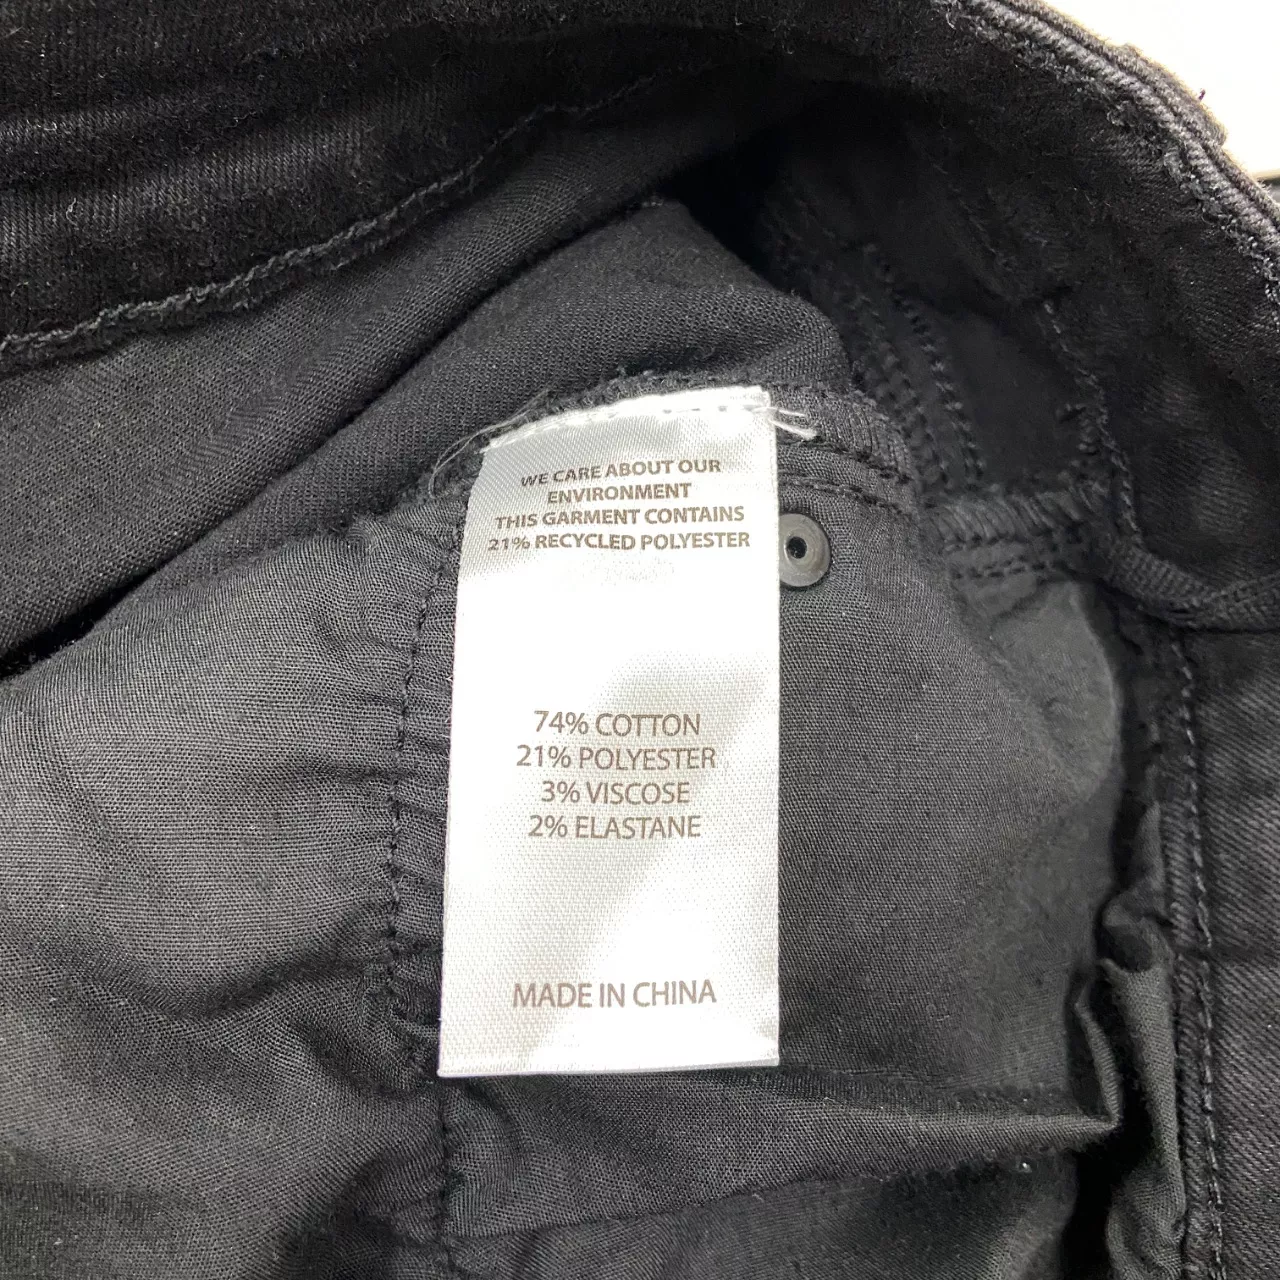 WE CARE ABOUT OUR
ENVIRONMENT
THIS GARMENT CONTAINS
21% RECYCLED POLYESTER
74% COTTON
21% POLYESTER
3% VISCOSE
2% ELASTANE
MADE IN CHINA